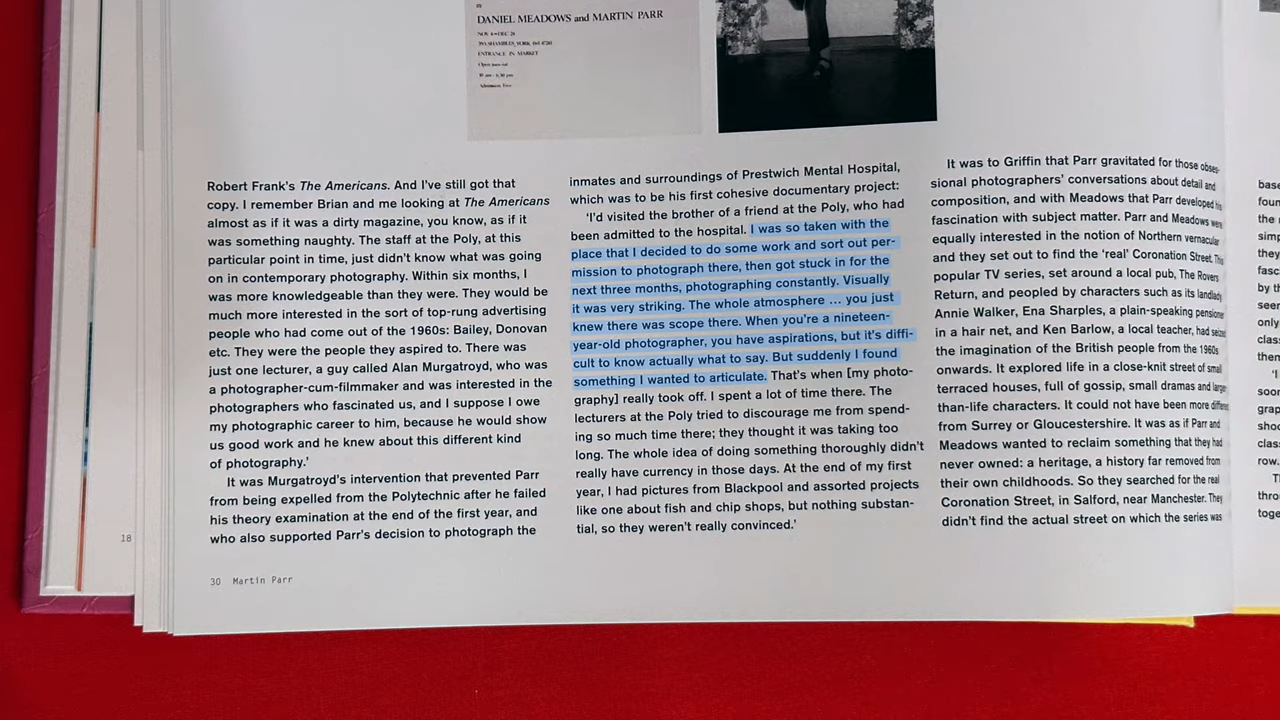 BY
DANIEL MEADOWS and MARTIN PARR
ENTRANCE IN MARKET
Robert Frank's The Americans. And I've still got that
copy. I remember Brian and me looking at The Americans
almost as if it was a dirty magazine, you know, as if it
was something naughty. The staff at the Poly, at this
particular point in time, just didn't know what was going
on in contemporary photography. Within six months, I
was more knowledgeable than they were. They would be
much more interested in the sort of top-rung advertising
people who had come out of the 1960s: Bailey, Donovan
etc. They were the people they aspired to. There was
just one lecturer, a guy called Alan Murgatroyd, who was
a photographer-cum-filmmaker and was interested in the
photographers who fascinated us, and I suppose I owe
my photographic career to him, because he would show
us good work and he knew about this different kind
of photography.'
It was Murgatroyd's intervention that prevented Parr
from being expelled from the Polytechnic after he failed
his theory examination at the end of the first year, and
who also supported Parr's decision to photograph the
inmates and surroundings of Prestwich Mental Hospital,
which was to be his first cohesive documentary project:
'I'd visited the brother of a friend at the Poly, who had
been admitted to the hospital. I was so taken with the
place that I decided to do some work and sort out per-
mission to photograph there, then got stuck in for the
next three months, photographing constantly. Visually
it was very striking. The whole atmosphere ... you just
knew there was scope there. When you're a nineteen-
year-old photographer, you have aspirations, but it's diffi-
cult to know actually what to say. But suddenly I found
something I wanted to articulate. That's when [my photo-
graphy] really took off. I spent a lot of time there. The
lecturers at the Poly tried to discourage me from spend-
ing so much time there; they thought it was taking too
long. The whole idea of doing something thoroughly didn't
really have currency in those days. At the end of my first
year, I had pictures from Blackpool and assorted projects
like one about fish and chip shops, but nothing substan-
tial, so they weren't really convinced.'
It was to Griffin that Parr gravitated for those obses-
sional photographers' conversations about detail and
composition, and with Meadows that Parr developed his
fascination with subject matter. Parr and Meadows were
equally interested in the notion of Northern vernacular
and they set out to find the 'real' Coronation Street. This
popular TV series, set around a local pub, The Rovers
Return, and peopled by characters such as its landlady
Annie Walker, Ena Sharples, a plain-speaking pensioner
in a hair net, and Ken Barlow, a local teacher, had seized
the imagination of the British people from the 1960s
onwards. It explored life in a close-knit street of small
terraced houses, full of gossip, small dramas and larger-
than-life characters. It could not have been more different
from Surrey or Gloucestershire. It was as if Parr and
Meadows wanted to reclaim something that they had
never owned: a heritage, a history far removed from
their own childhoods. So they searched for the real
Coronation Street, in Salford, near Manchester. They
didn't find the actual street on which the series was
18
30 Martin Parr